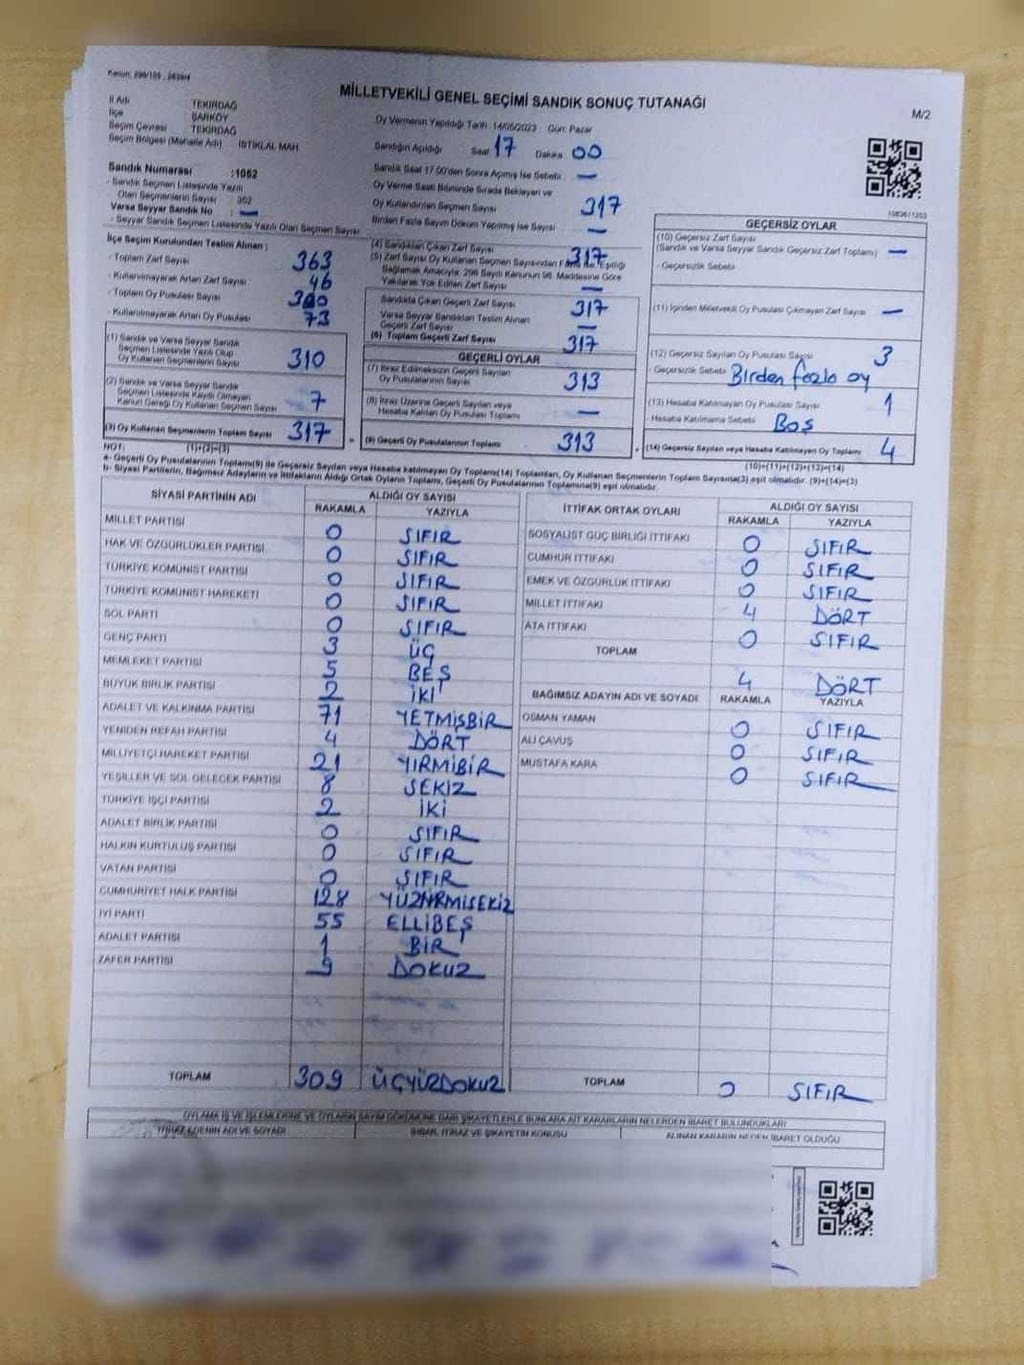 Kanun: 298/105 , 2839/4
MİLLETVEKİLİ GENEL SEÇİMİ SANDIK SONUÇ TUTANAĞI
M/2
İl Adı TEKİRDAĞ
İlçe ŞARKÖY
Seçim Çevresi TEKİRDAĞ
Seçim Bölgesi (Mahalle Adı) İSTİKLAL MAH
Sandık Numarası :1062
- Sandık Seçmen Listesinde Yazılı
Olan Seçmenlerin Sayısı 352
Varsa Seyyar Sandık No : —
- Seyyar Sandık Seçmen Listesinde Yazılı Olan Seçmen Sayısı
Oy Vermenin Yapıldığı Tarih :14/05/2023 Gün: Pazar
Sandığın Açıldığı Saat 17 Dakika 00
Sandık Saat 17.00'den Sonra Açılmış İse Sebebi : —
Oy Verme Saati Bitiminde Sırada Bekleyen ve
Oy Kullandırılan Seçmen Sayısı 317
Birden Fazla Sayım Döküm Yapılmış İse Sayısı —
İlçe Seçim Kurulundan Teslim Alınan :
- Toplam Zarf Sayısı 363
- Kullanılmayarak Artan Zarf Sayısı 46
- Toplam Oy Pusulası Sayısı
- Kullanılmayarak Artan Oy Pusulası 73
(1) Sandık ve Varsa Seyyar Sandık
Seçmen Listesinde Yazılı Olup
Oy Kullanan Seçmenlerin Sayısı 310
(2) Sandık ve Varsa Seyyar Sandık
Seçmen Listesinde Kaydı Olmayan
Kanun Gereği Oy Kullanan Seçmen Sayısı 7
(3) Oy Kullanan Seçmenlerin Toplam Sayısı 317
(4) Sandıktan Çıkan Zarf Sayısı 317
(5) Zarf Sayısı Oy Kullanan Seçmen Sayısından Fazla İse, Eşitliği
Sağlamak Amacıyla, 298 Sayılı Kanunun 98. Maddesine Göre
Yakılarak Yok Edilen Zarf Sayısı —
Sandıkta Çıkan Geçerli Zarf Sayısı 317
Varsa Seyyar Sandıktan Teslim Alınan
Geçerli Zarf Sayısı —
(6) Toplam Geçerli Zarf Sayısı 317
GEÇERLİ OYLAR
(7) İtiraz Edilmeksizin Geçerli Sayılan
Oy Pusulalarının Sayısı 313
(8) İtiraz Üzerine Geçerli Sayılan veya
Hesaba Katılan Oy Pusulası Toplamı —
(9) Geçerli Oy Pusulalarının Toplamı 313
1062611203
GEÇERSİZ OYLAR
(10) Geçersiz Zarf Sayısı
(Sandık ve Varsa Seyyar Sandık Geçersiz Zarf Toplamı) —
- Geçersizlik Sebebi
(11) İçinden Milletvekili Oy Pusulası Çıkmayan Zarf Sayısı —
(12) Geçersiz Sayılan Oy Pusulası Sayısı 3
- Geçersizlik Sebebi Birden fazla oy
(13) Hesaba Katılmayan Oy Pusulası Sayısı 1
Hesaba Katılmama Sebebi Boş
(14) Geçersiz Sayılan veya Hesaba Katılmayan Oy Toplamı 4
NOT: (1)+(2)=(3)
(10)+(11)+(12)+(13)=(14)
a- Geçerli Oy Pusulalarının Toplamı(9) ile Geçersiz Sayılan veya Hesaba katılmayan Oy Toplamı(14) Toplamları, Oy Kullanan Seçmenlerin Toplam Sayısına(3) eşit olmalıdır. (9)+(14)=(3)
b- Siyasi Partilerin, Bağımsız Adayların ve İttifakların Aldığı Ortak Oyların Toplamı, Geçerli Oy Pusulalarının Toplamına(9) eşit olmalıdır.
SİYASİ PARTİNİN ADI ALDIĞI OY SAYISI
RAKAMLA YAZIYLA
MİLLET PARTİSİ 0 SIFIR
HAK VE ÖZGÜRLÜKLER PARTİSİ 0 SIFIR
TÜRKİYE KOMÜNİST PARTİSİ 0 SIFIR
TÜRKİYE KOMÜNİST HAREKETİ 0 SIFIR
SOL PARTİ 0 SIFIR
GENÇ PARTİ 3 ÜÇ
MEMLEKET PARTİSİ 5 BEŞ
BÜYÜK BİRLİK PARTİSİ 2 İKİ
ADALET VE KALKINMA PARTİSİ 71 YETMİŞBİR
YENİDEN REFAH PARTİSİ 4 DÖRT
MİLLİYETÇİ HAREKET PARTİSİ 21 YIRMIBIR
YEŞİLLER VE SOL GELECEK PARTİSİ 8 SEKİZ
TÜRKİYE İŞÇİ PARTİSİ 2 İKİ
ADALET BİRLİK PARTİSİ 0 SIFIR
HALKIN KURTULUŞ PARTİSİ 0 SIFIR
VATAN PARTİSİ 0 SIFIR
CUMHURİYET HALK PARTİSİ 128
İYİ PARTİ 55 ELLİBEŞ
ADALET PARTİSİ 1 BİR
ZAFER PARTİSİ 9 DOKUZ
TOPLAM 309 ÜÇYÜZDOKUZ
İTTİFAK ORTAK OYLARI ALDIĞI OY SAYISI
RAKAMLA YAZIYLA
SOSYALİST GÜÇ BİRLİĞİ İTTİFAKI 0 SIFIR
CUMHUR İTTİFAKI 0 SIFIR
EMEK VE ÖZGÜRLÜK İTTİFAKI 0 SIFIR
MİLLET İTTİFAKI 4 DÖRT
ATA İTTİFAKI 0 SIFIR
TOPLAM 4 DÖRT
BAĞIMSIZ ADAYIN ADI VE SOYADI RAKAMLA YAZIYLA
OSMAN YAMAN 0 SIFIR
ALİ ÇAVUŞ 0 SIFIR
MUSTAFA KARA 0 SIFIR
TOPLAM 0 SIFIR
OYLAMA İŞ VE İŞLEMLERİNE VE OYLARIN SAYIM DÖKÜMÜNE DAİR ŞİKAYETLERLE BUNLARA AİT KARARLARIN NELERDEN İBARET BULUNDUKLARI
İTİRAZ EDENİN ADI VE SOYADI İHBAR, İTİRAZ VE ŞİKAYETİN KONUSU ALINAN KARARIN NEDEN İBARET OLDUĞU